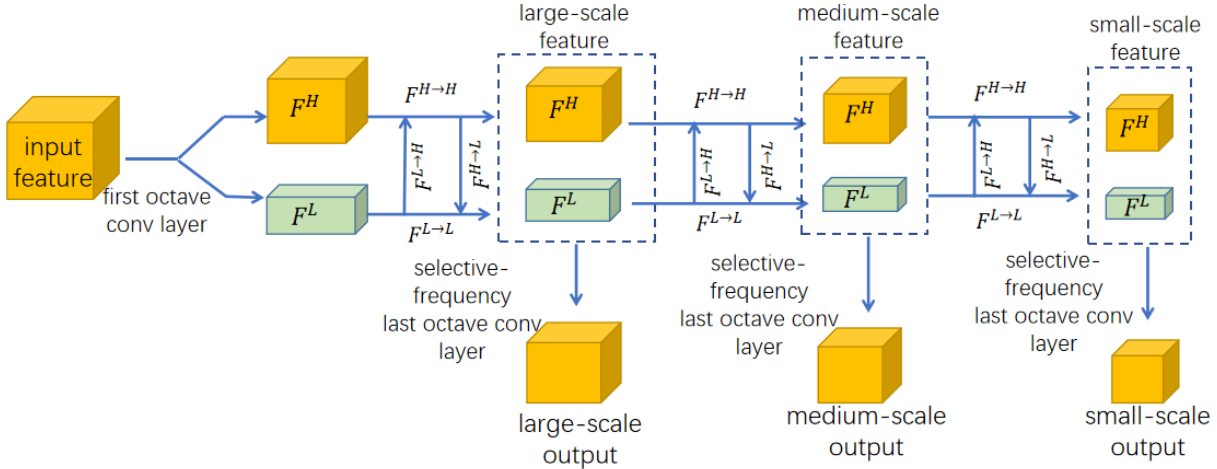 input
feature
first octave
conv layer
F^H
F^L
F^{H→H}
F^{L→H}
F^{H→L}
F^{L→L}
large-scale
feature
F^H
F^L
selective-
frequency
last octave conv
layer
large-scale
output
F^{H→H}
F^{L→H}
F^{H→L}
F^{L→L}
medium-scale
feature
F^H
F^L
selective-
frequency
last octave conv
layer
medium-scale
output
F^{H→H}
F^{L→H}
F^{H→L}
F^{L→L}
small-scale
feature
F^H
F^L
selective-
frequency
last octave conv
layer
small-scale
output